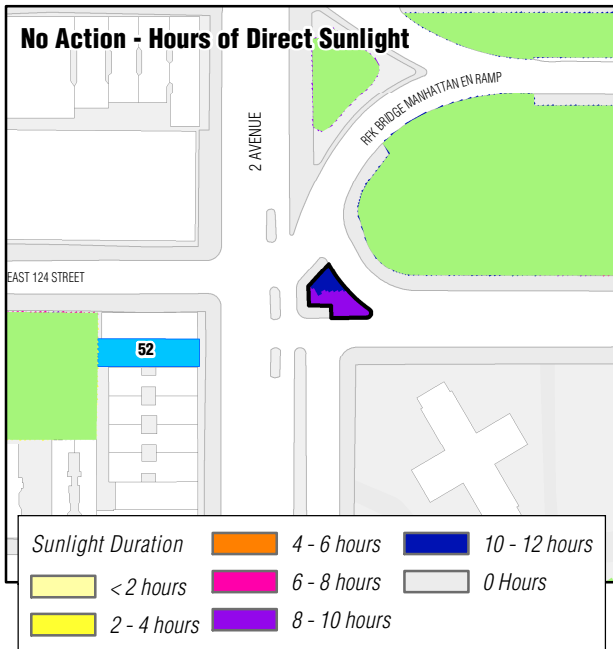 No Action - Hours of Direct Sunlight
2 AVENUE
RFK BRIDGE MANHATTAN EN RAMP
EAST 124 STREET
52
Sunlight Duration
< 2 hours
2 - 4 hours
4 - 6 hours
6 - 8 hours
8 - 10 hours
10 - 12 hours
0 Hours